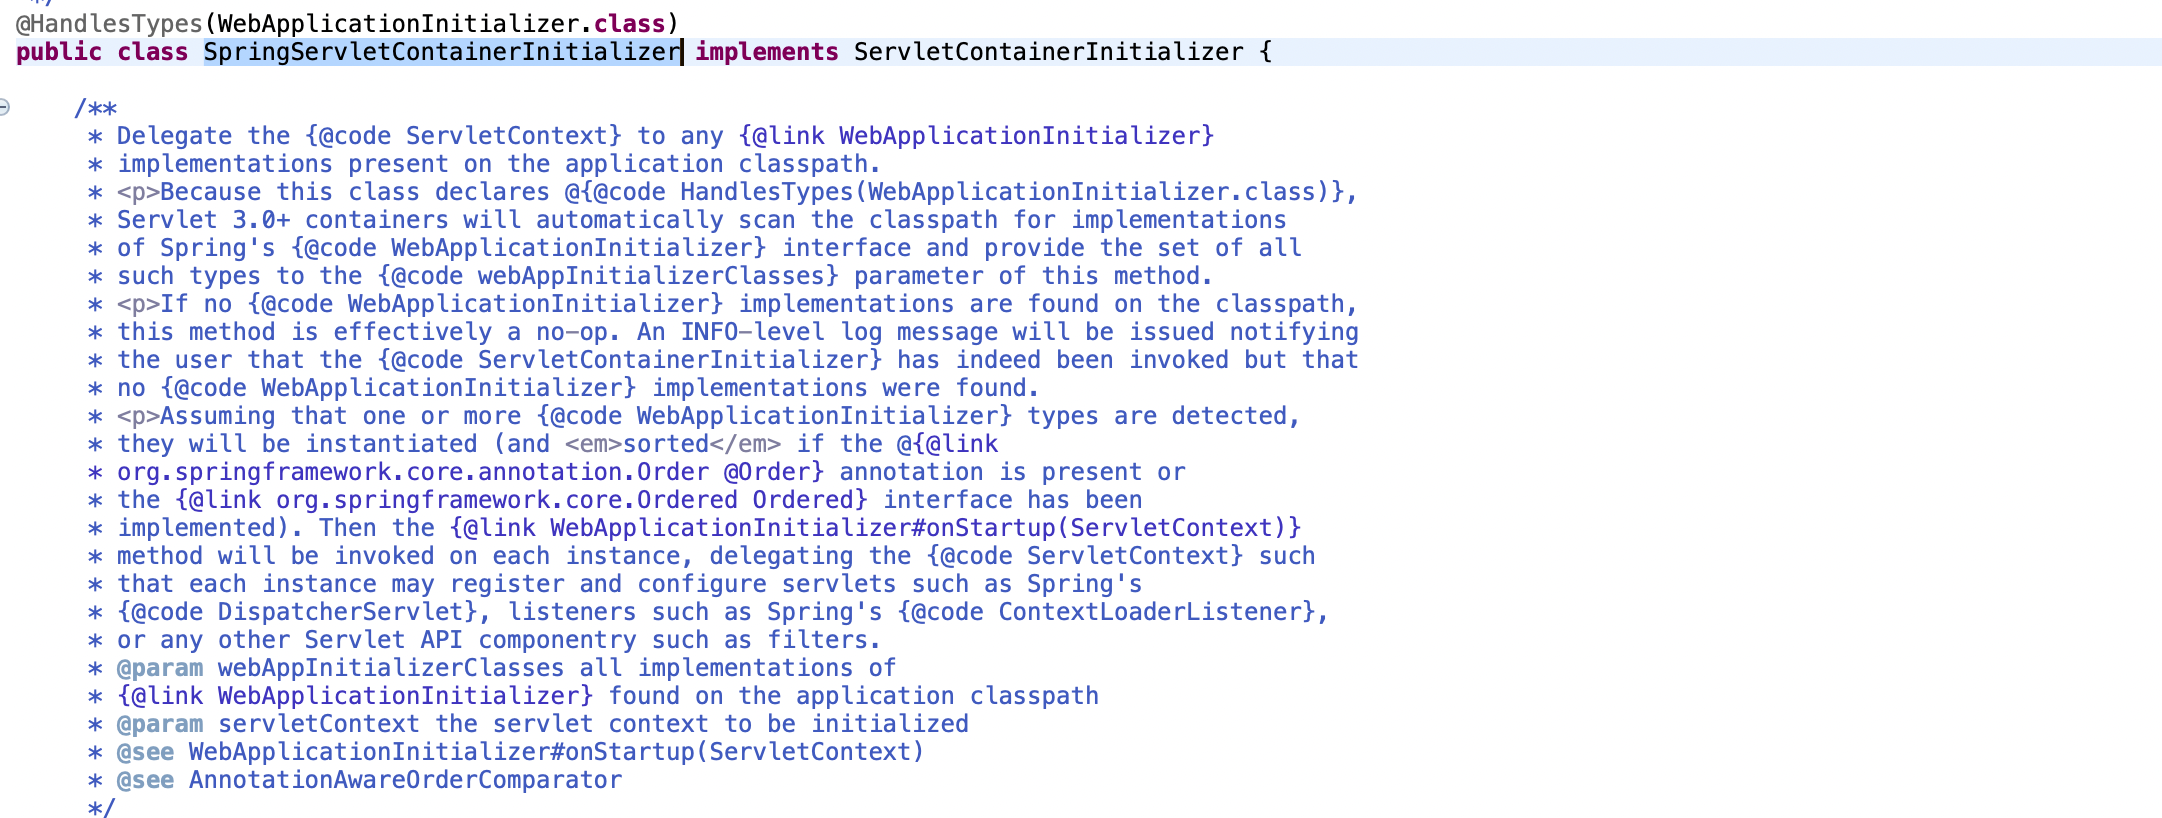 */
@HandlesTypes(WebApplicationInitializer.class)
public class SpringServletContainerInitializer implements ServletContainerInitializer {
/**
* Delegate the {@code ServletContext} to any {@link WebApplicationInitializer}
* implementations present on the application classpath.
* <p>Because this class declares @{@code HandlesTypes(WebApplicationInitializer.class)},
* Servlet 3.0+ containers will automatically scan the classpath for implementations
* of Spring's {@code WebApplicationInitializer} interface and provide the set of all
* such types to the {@code webAppInitializerClasses} parameter of this method.
* <p>If no {@code WebApplicationInitializer} implementations are found on the classpath,
* this method is effectively a no-op. An INFO-level log message will be issued notifying
* the user that the {@code ServletContainerInitializer} has indeed been invoked but that
* no {@code WebApplicationInitializer} implementations were found.
* <p>Assuming that one or more {@code WebApplicationInitializer} types are detected,
* they will be instantiated (and <em>sorted</em> if the @{@link
* org.springframework.core.annotation.Order @Order} annotation is present or
* the {@link org.springframework.core.Ordered Ordered} interface has been
* implemented). Then the {@link WebApplicationInitializer#onStartup(ServletContext)}
* method will be invoked on each instance, delegating the {@code ServletContext} such
* that each instance may register and configure servlets such as Spring's
* {@code DispatcherServlet}, listeners such as Spring's {@code ContextLoaderListener},
* or any other Servlet API componentry such as filters.
* @param webAppInitializerClasses all implementations of
* {@link WebApplicationInitializer} found on the application classpath
* @param servletContext the servlet context to be initialized
* @see WebApplicationInitializer#onStartup(ServletContext)
* @see AnnotationAwareOrderComparator
*/